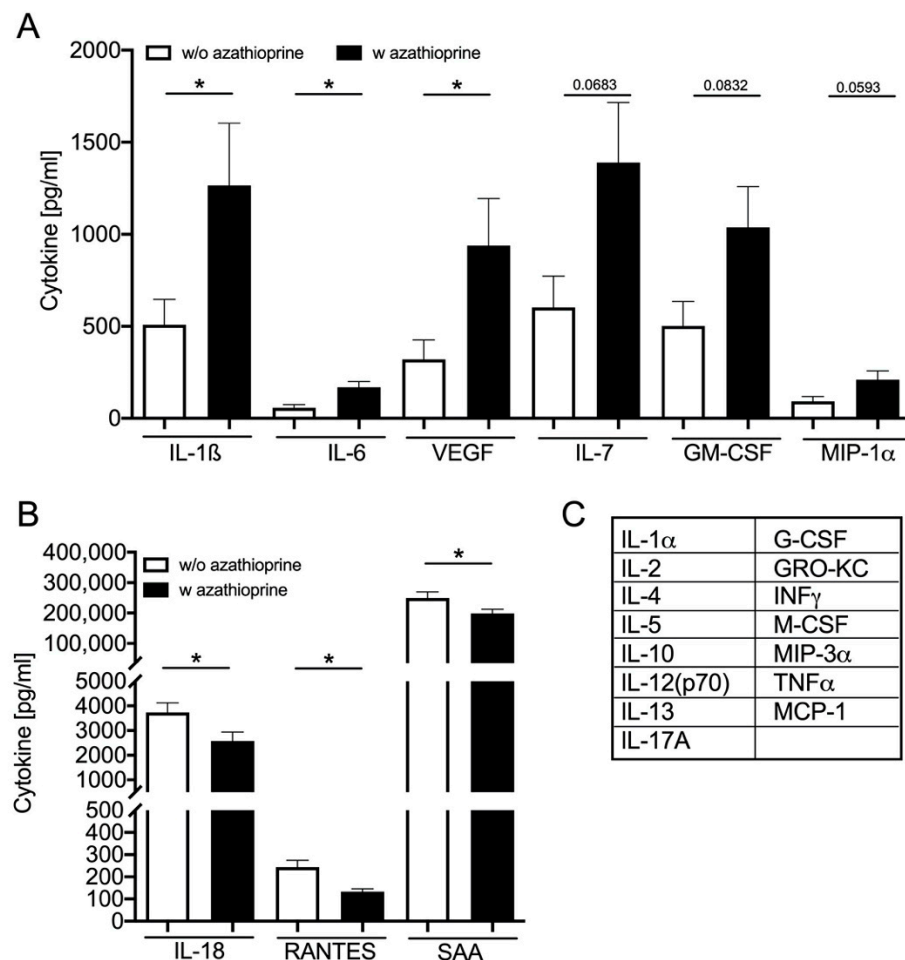 A
w/o azathioprine w azathioprine
Cytokine [pg/ml]
2000
1500
1000
500
0
* * * 0.0683 0.0832 0.0593
IL-1ß IL-6 VEGF IL-7 GM-CSF MIP-1α
B
w/o azathioprine
w azathioprine
Cytokine [pg/ml]
400,000
300,000
200,000
100,000
5000
4000
3000
2000
1000
500
400
300
200
100
0
* * *
IL-18 RANTES SAA
C
IL-1α G-CSF
IL-2 GRO-KC
IL-4 INFγ
IL-5 M-CSF
IL-10 MIP-3α
IL-12(p70) TNFα
IL-13 MCP-1
IL-17A